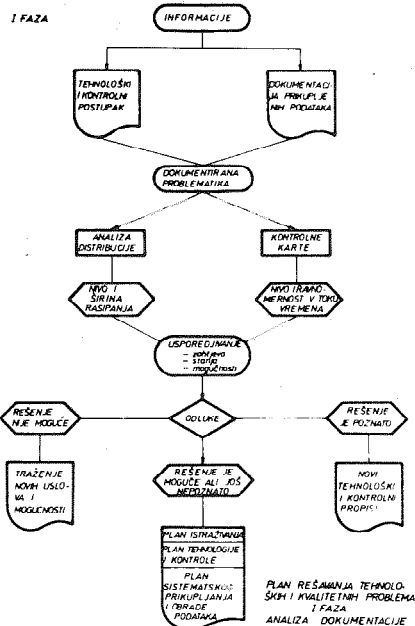 I FAZA
INFORMACIJE
TEHNOLOŠKI
I KONTROLNI
POSTUPAK
DOKUMENTACI-
JA PRIKUPLJE
NIH PODATAKA
DOKUMENTIRANA
PROBLEMATIKA
ANALIZA
DISTRIBUCIJE
KONTROLNE
KARTE
NIVO I
ŠIRINA
RASIPANJA
NIVO I RAVNO-
MERNOST V TOKU
VREMENA
USPOREDJIVANJE
– zahtjeva
– stanja
– mogućnosti
REŠENJE
NIJE MOGUĆE
ODLUKE
REŠENJE
JE POZNATO
TRAŽENJE
NOVIH USLO-
VA I
MOGUĆNOSTI
REŠENJE JE
MOGUĆE ALI JOŠ
NEPOZNATO
NOVI
TEHNOLOŠKI
I KONTROLNI
PROPISI
PLAN ISTRAŽIVANJA
PLAN TEHNOLOGIJE
I KONTROLE
PLAN
SISTEMATSKOG
PRIKUPLJANJA
I OBRADE
PODATAKA
PLAN REŠAVANJA TEHNOLO-
ŠKIH I KVALITETNIH PROBLEMA
I FAZA
ANALIZA DOKUMENTACIJE